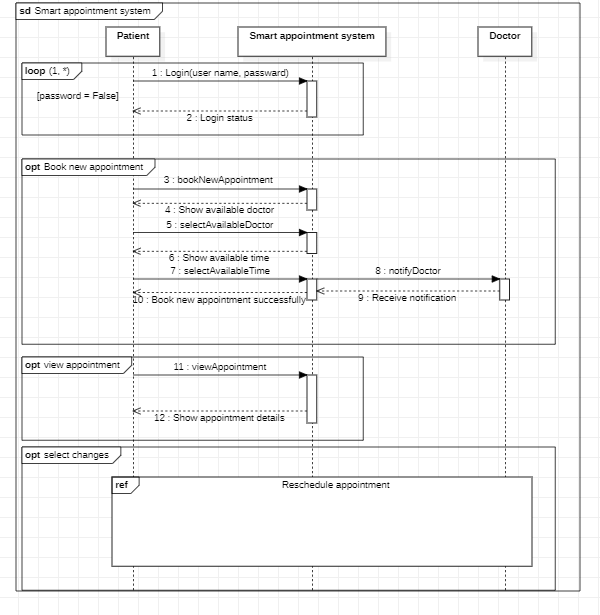 sd Smart appointment system
Patient
Smart appointment system
Doctor
loop (1, *)
1 : Login(user name, passward)
[password = False]
2 : Login status
opt Book new appointment
3 : bookNewAppointment
4 : Show available doctor
5 : selectAvailableDoctor
6 : Show available time
7 : selectAvailableTime
8 : notifyDoctor
10 : Book new appointment successfully
9 : Receive notification
opt view appointment
11 : viewAppointment
12 : Show appointment details
opt select changes
ref
Reschedule appointment